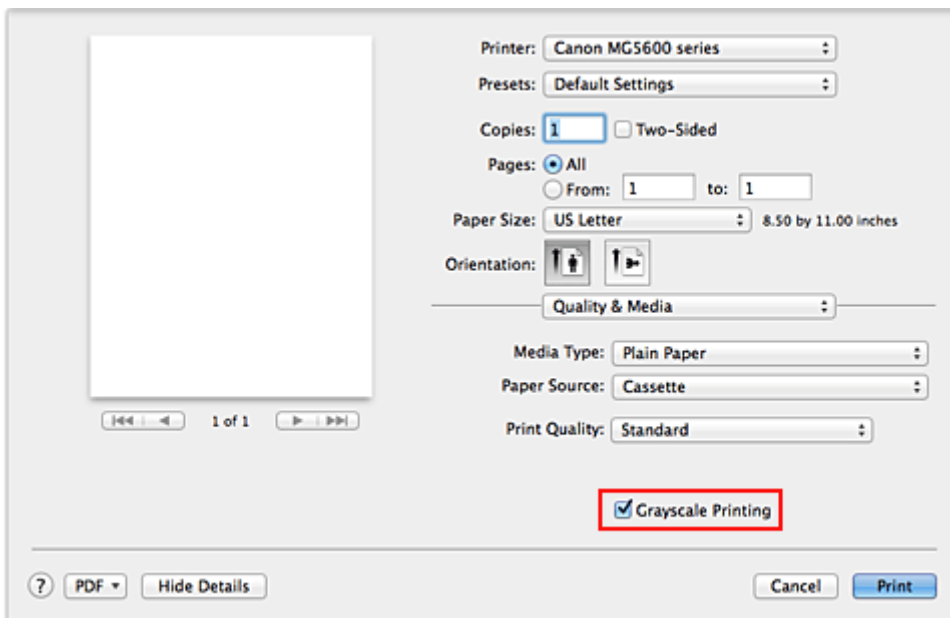 Printer: Canon MG5600 series
Presets: Default Settings
Copies: 1 Two-Sided
Pages: All
From: 1 to: 1
Paper Size: US Letter 8.50 by 11.00 inches
Orientation:
Quality & Media
Media Type: Plain Paper
Paper Source: Cassette
1 of 1
Print Quality: Standard
Grayscale Printing
? PDF Hide Details Cancel Print